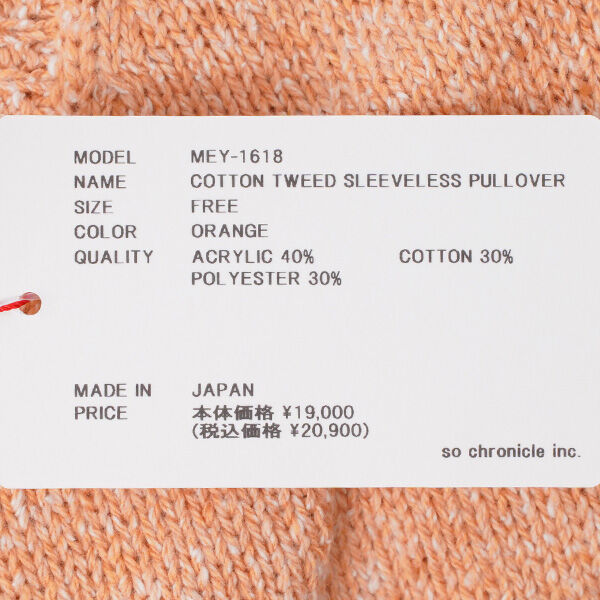 MODEL MEY-1618
NAME COTTON TWEED SLEEVELESS PULLOVER
SIZE FREE
COLOR ORANGE
QUALITY ACRYLIC 40% COTTON 30%
POLYESTER 30%
MADE IN JAPAN
PRICE 本体価格 ¥19,000
(税込価格 ¥20,900)
so chronicle inc.